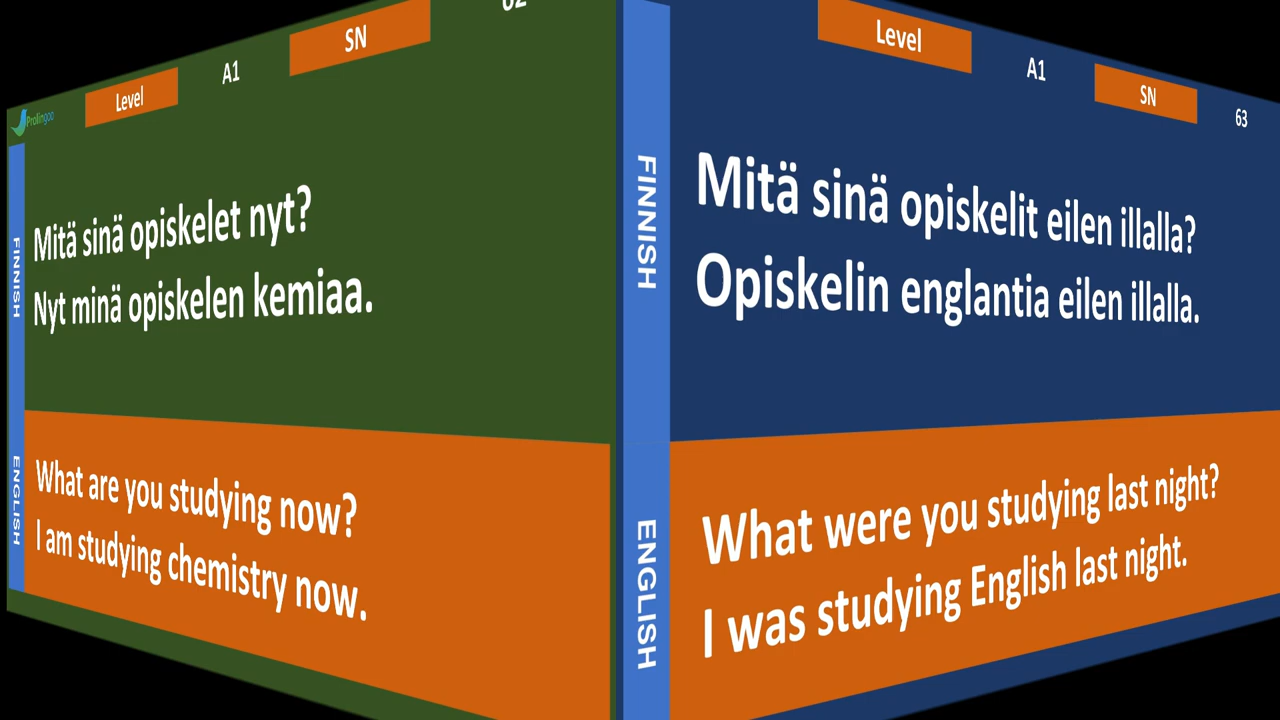 Prolingoo
Level
A1
SN
62
FINNISH
Mitä sinä opiskelet nyt?
Nyt minä opiskelen kemiaa.
ENGLISH
What are you studying now?
I am studying chemistry now.
Level
A1
SN
63
FINNISH
Mitä sinä opiskelit eilen illalla?
Opiskelin englantia eilen illalla.
ENGLISH
What were you studying last night?
I was studying English last night.